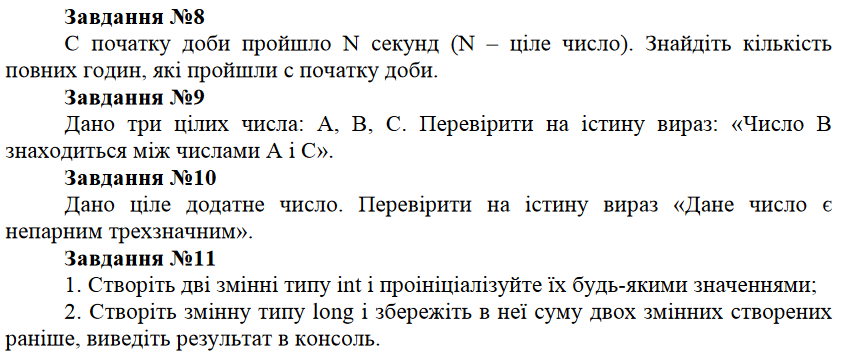 Завдання №8
С початку доби пройшло N секунд (N – ціле число). Знайдіть кількість
повних годин, які пройшли с початку доби.
Завдання №9
Дано три цілих числа: А, В, С. Перевірити на істину вираз: «Число В
знаходиться між числами А і С».
Завдання №10
Дано ціле додатне число. Перевірити на істину вираз «Дане число є
непарним трехзначним».
Завдання №11
1. Створіть дві змінні типу int і проініціалізуйте їх будь-якими значеннями;
2. Створіть змінну типу long і збережіть в неї суму двох змінних створених
раніше, виведіть результат в консоль.